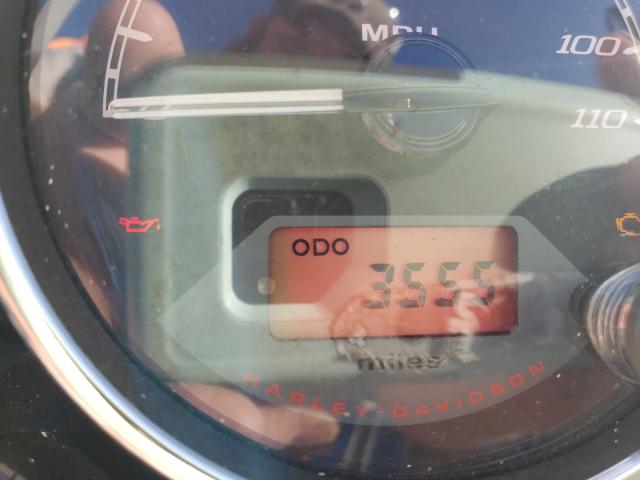 MPH
100
110
ODO
3555
miles
HARLEY-DAVIDSON